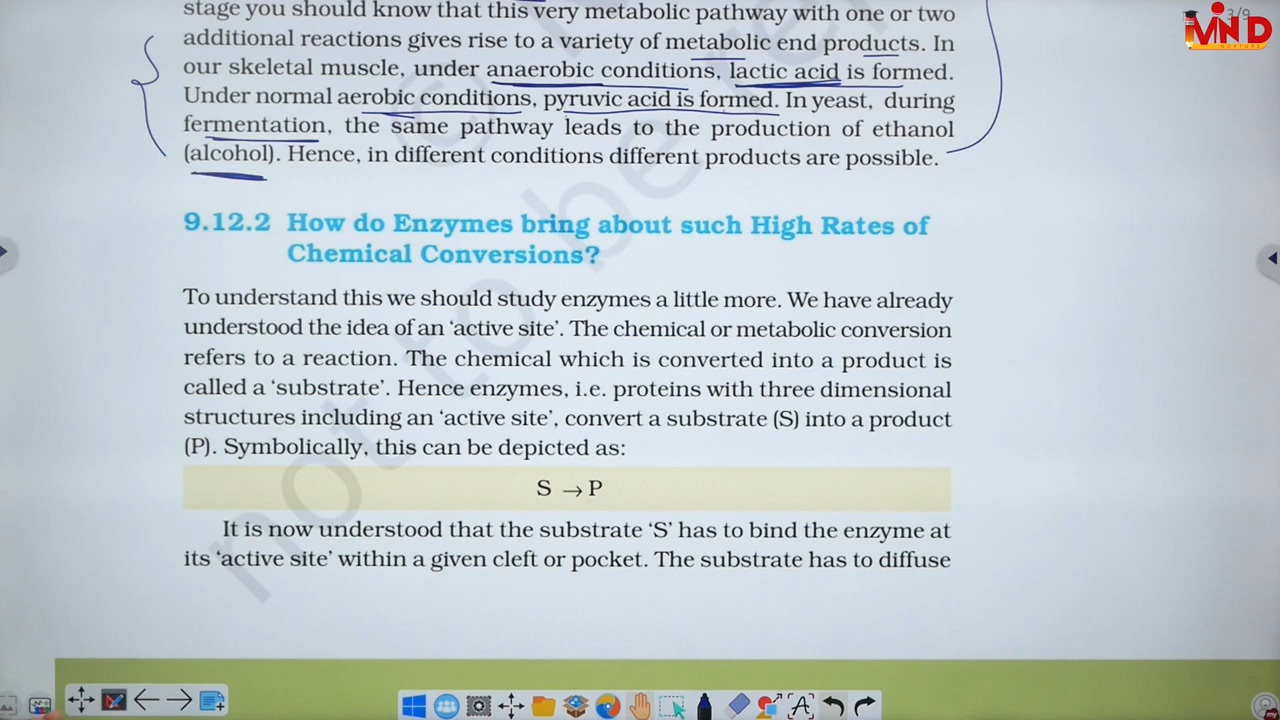 stage you should know that this very metabolic pathway with one or two
additional reactions gives rise to a variety of metabolic end products. In
our skeletal muscle, under anaerobic conditions, lactic acid is formed.
Under normal aerobic conditions, pyruvic acid is formed. In yeast, during
fermentation, the same pathway leads to the production of ethanol
(alcohol). Hence, in different conditions different products are possible.
9.12.2 How do Enzymes bring about such High Rates of
Chemical Conversions?
To understand this we should study enzymes a little more. We have already
understood the idea of an ‘active site’. The chemical or metabolic conversion
refers to a reaction. The chemical which is converted into a product is
called a ‘substrate’. Hence enzymes, i.e. proteins with three dimensional
structures including an ‘active site’, convert a substrate (S) into a product
(P). Symbolically, this can be depicted as:
S → P
It is now understood that the substrate ‘S’ has to bind the enzyme at
its ‘active site’ within a given cleft or pocket. The substrate has to diffuse
not to be re
3/9
MIND
NURTURE